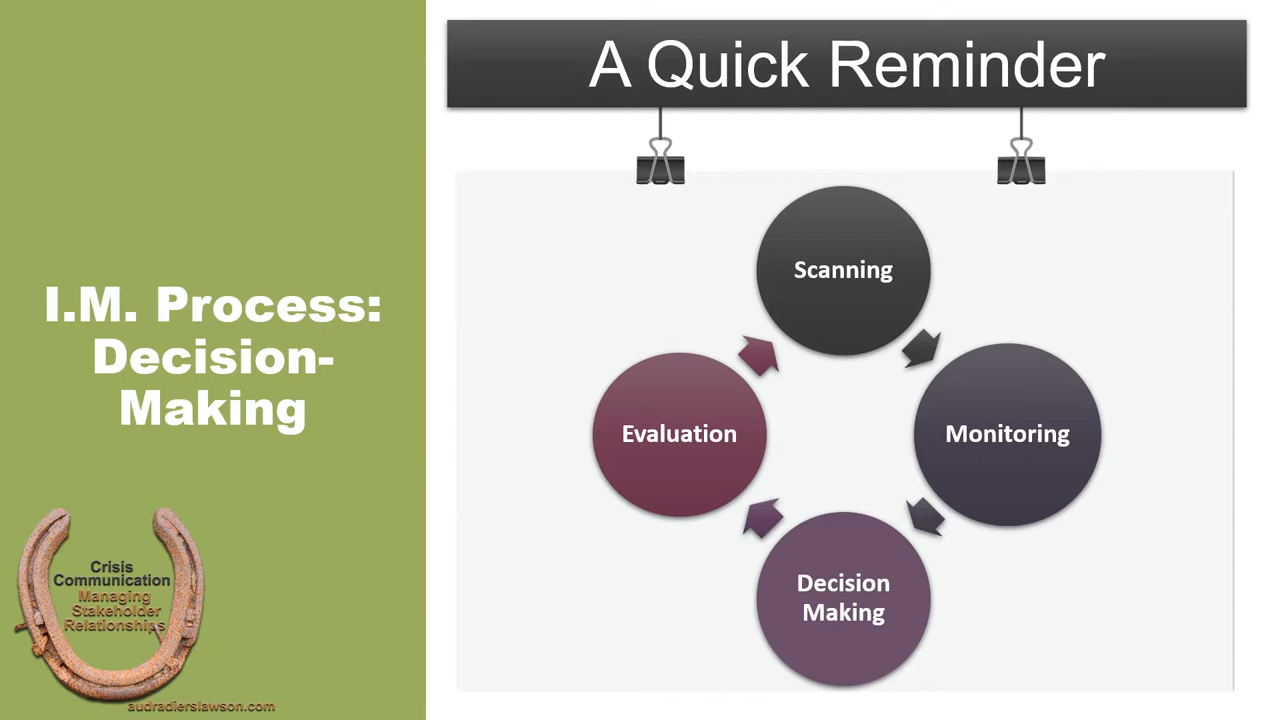 A Quick Reminder
I.M. Process:
Decision-
Making
Scanning
Monitoring
Decision
Making
Evaluation
Crisis
Communication
Managing
Stakeholder
Relationships
audradierslawson.com